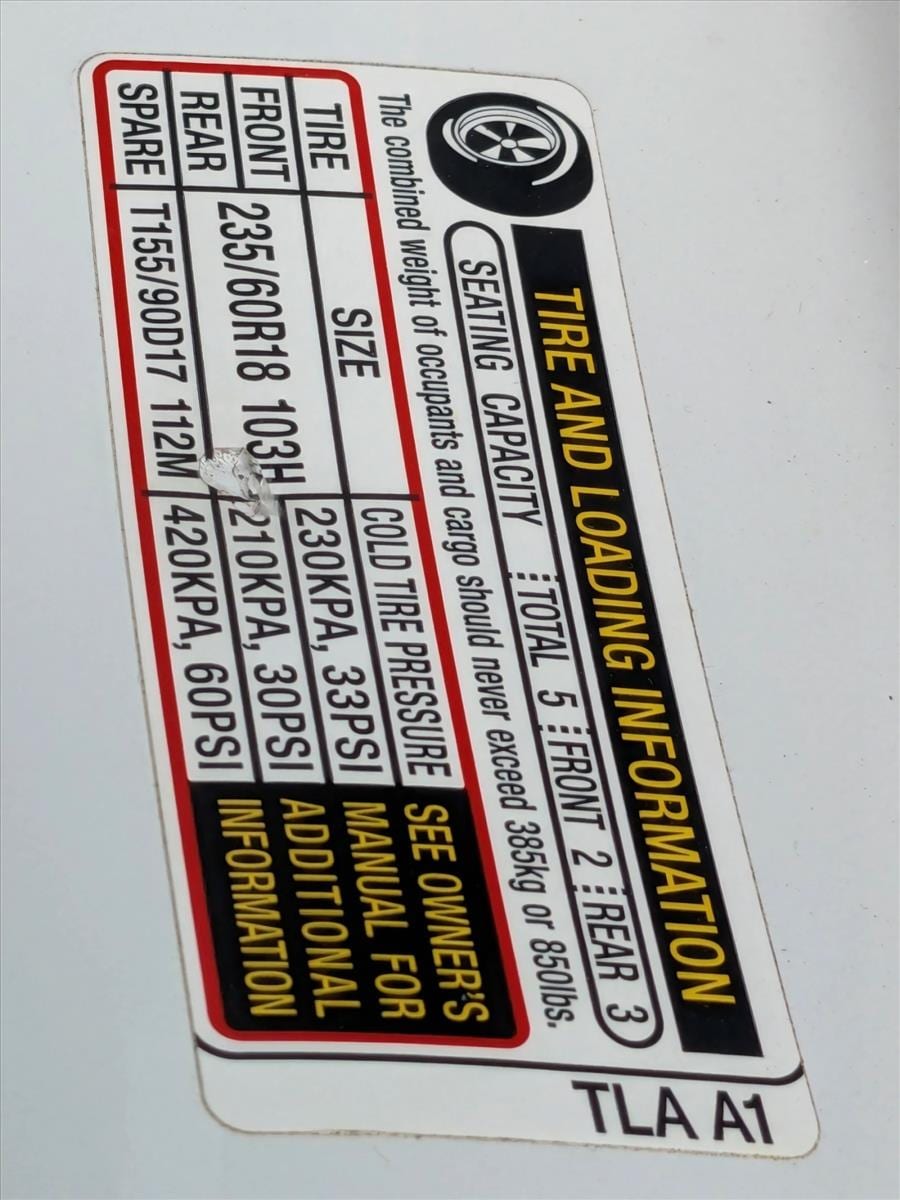 TIRE AND LOADING INFORMATION
SEATING CAPACITY TOTAL 5 FRONT 2 REAR 3
The combined weight of occupants and cargo should never exceed 385kg or 850lbs.
TIRE SIZE COLD TIRE PRESSURE
FRONT 235/60R18 103H 230KPA, 33PSI
REAR 210KPA, 30PSI
SPARE T155/90D17 112M 420KPA, 60PSI
SEE OWNER'S
MANUAL FOR
ADDITIONAL
INFORMATION
TLA A1